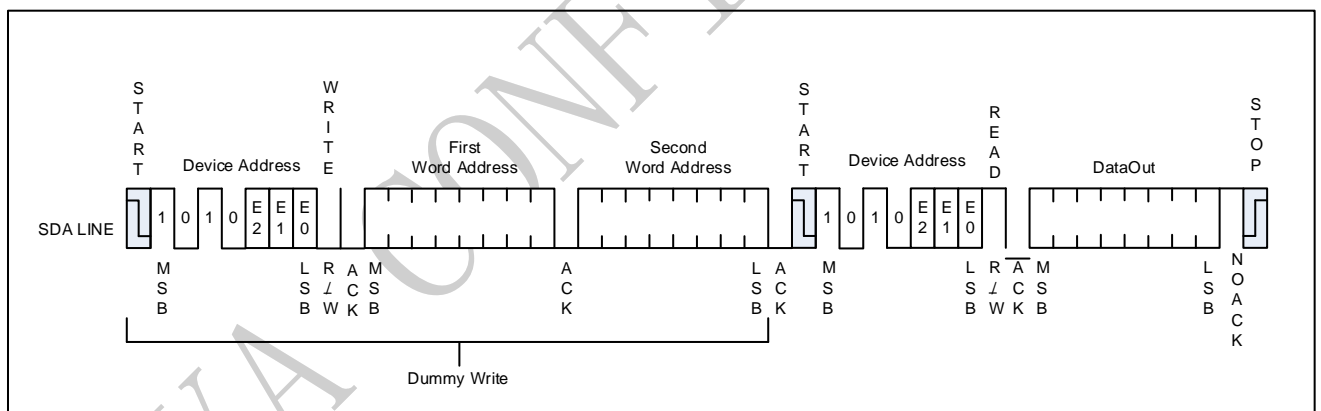 START
WRITE
START
READ
STOP
Device Address
First
Word Address
Second
Word Address
Device Address
DataOut
SDA LINE
1 0 1 0 E2 E1 E0
1 0 1 0 E2 E1 E0
MSB
LSB
R/W
ACK
MSB
ACK
LSB
ACK
MSB
LSB
R/W
ACK
MSB
LSB
NOACK
Dummy Write